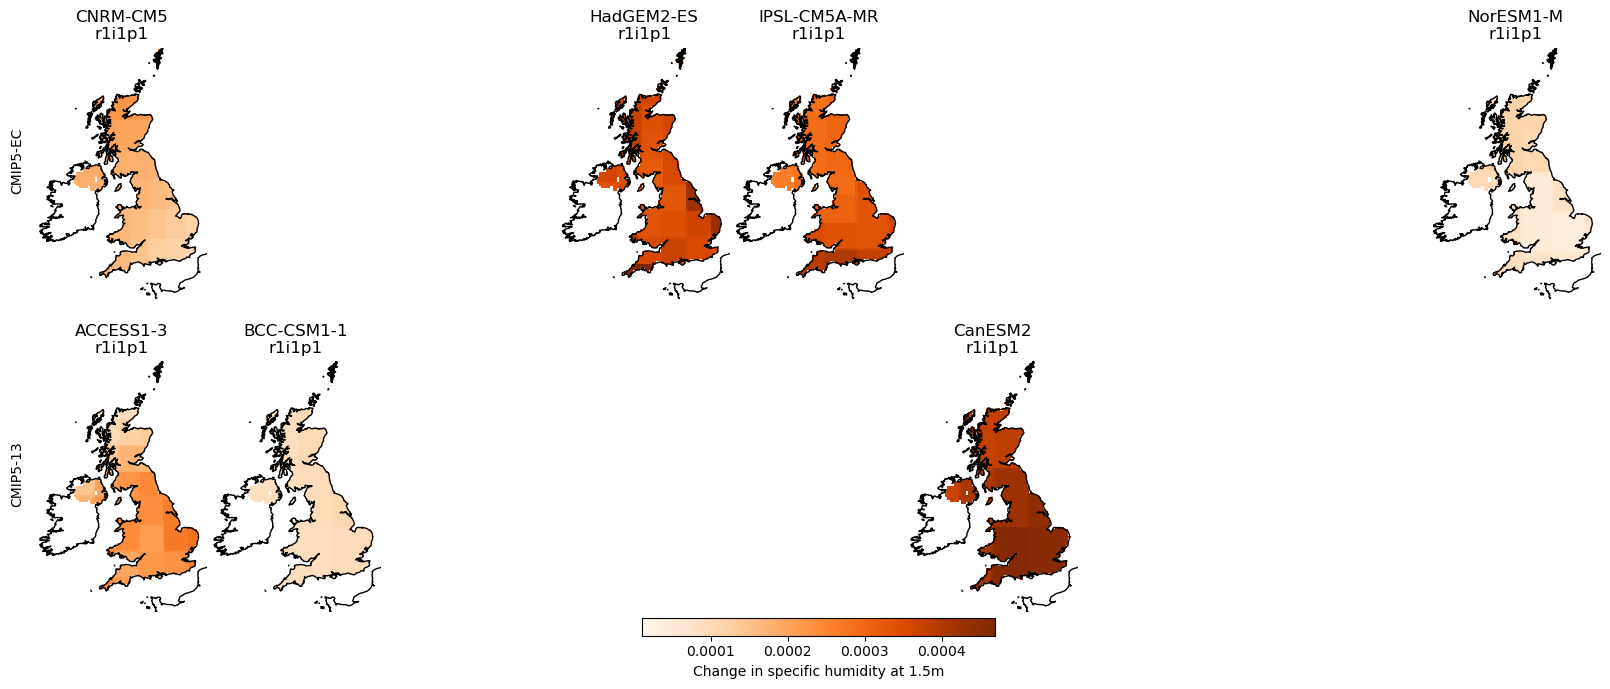 CNRM-CM5
r1i1p1
HadGEM2-ES
r1i1p1
IPSL-CM5A-MR
r1i1p1
NorESM1-M
r1i1p1
CMIP5-EC
ACCESS1-3
r1i1p1
BCC-CSM1-1
r1i1p1
CanESM2
r1i1p1
CMIP5-13
0.0001 0.0002 0.0003 0.0004
Change in specific humidity at 1.5m